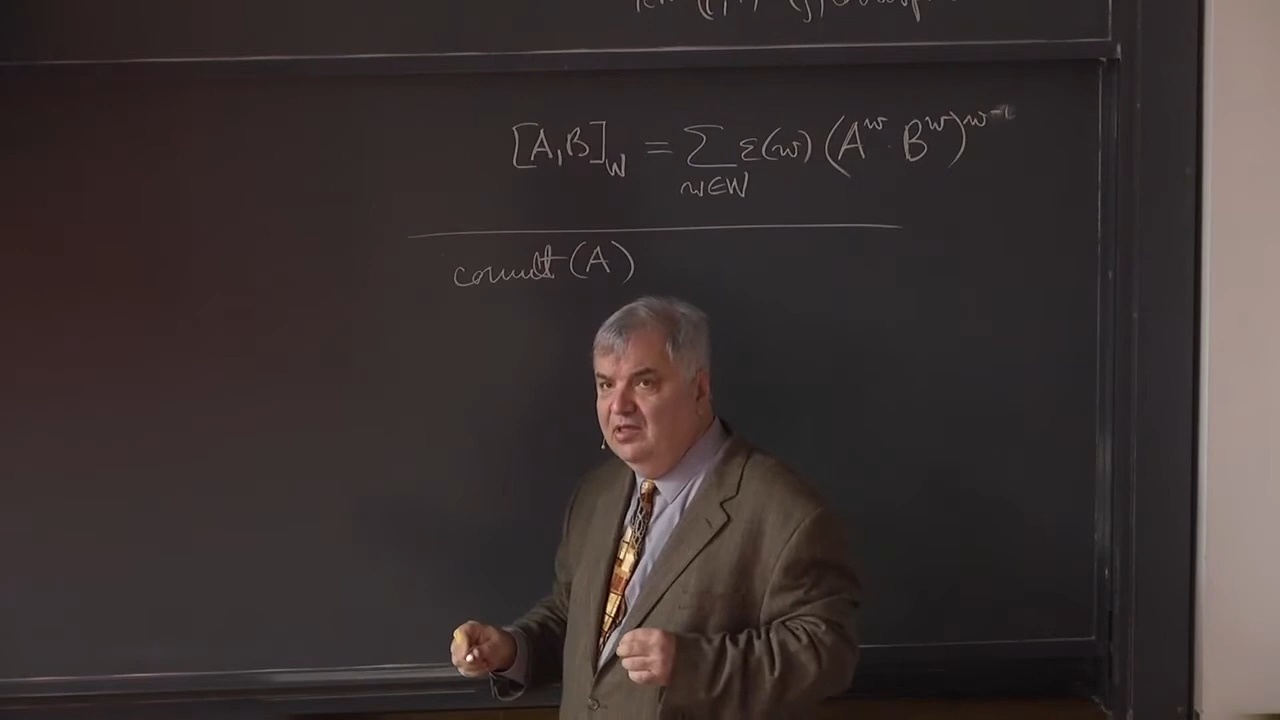 [A,B]_W = ∑_{w∈W} ε(w) (A^w · B^w)^{w^{-1}}
commut(A)